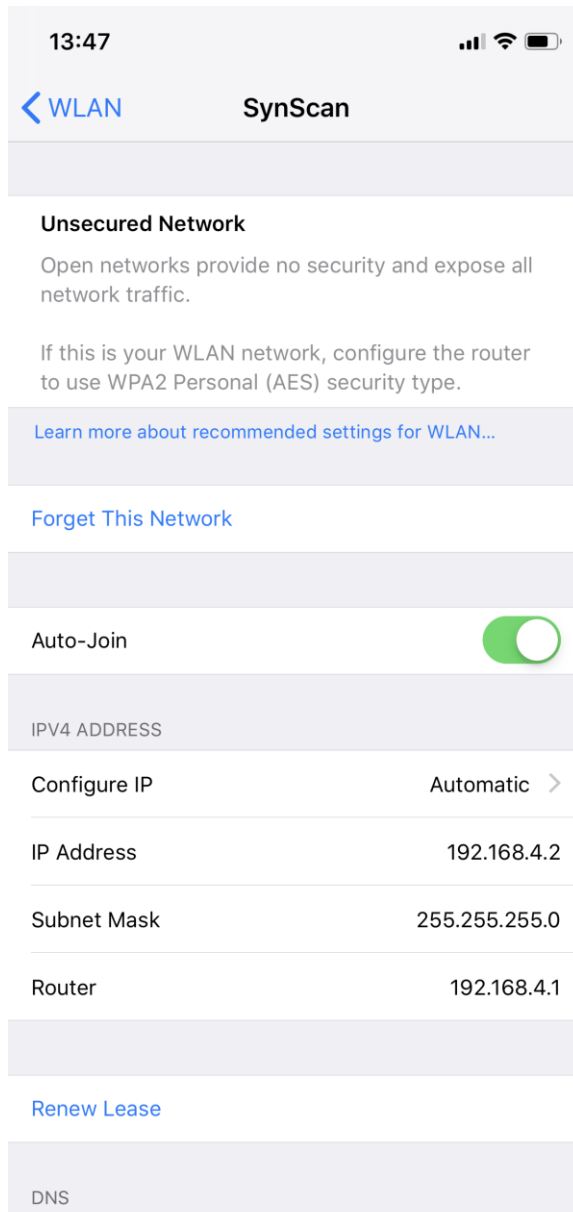 13:47
WLAN SynScan
Unsecured Network
Open networks provide no security and expose all
network traffic.
If this is your WLAN network, configure the router
to use WPA2 Personal (AES) security type.
Learn more about recommended settings for WLAN...
Forget This Network
Auto-Join
IPV4 ADDRESS
Configure IP Automatic
IP Address 192.168.4.2
Subnet Mask 255.255.255.0
Router 192.168.4.1
Renew Lease
DNS